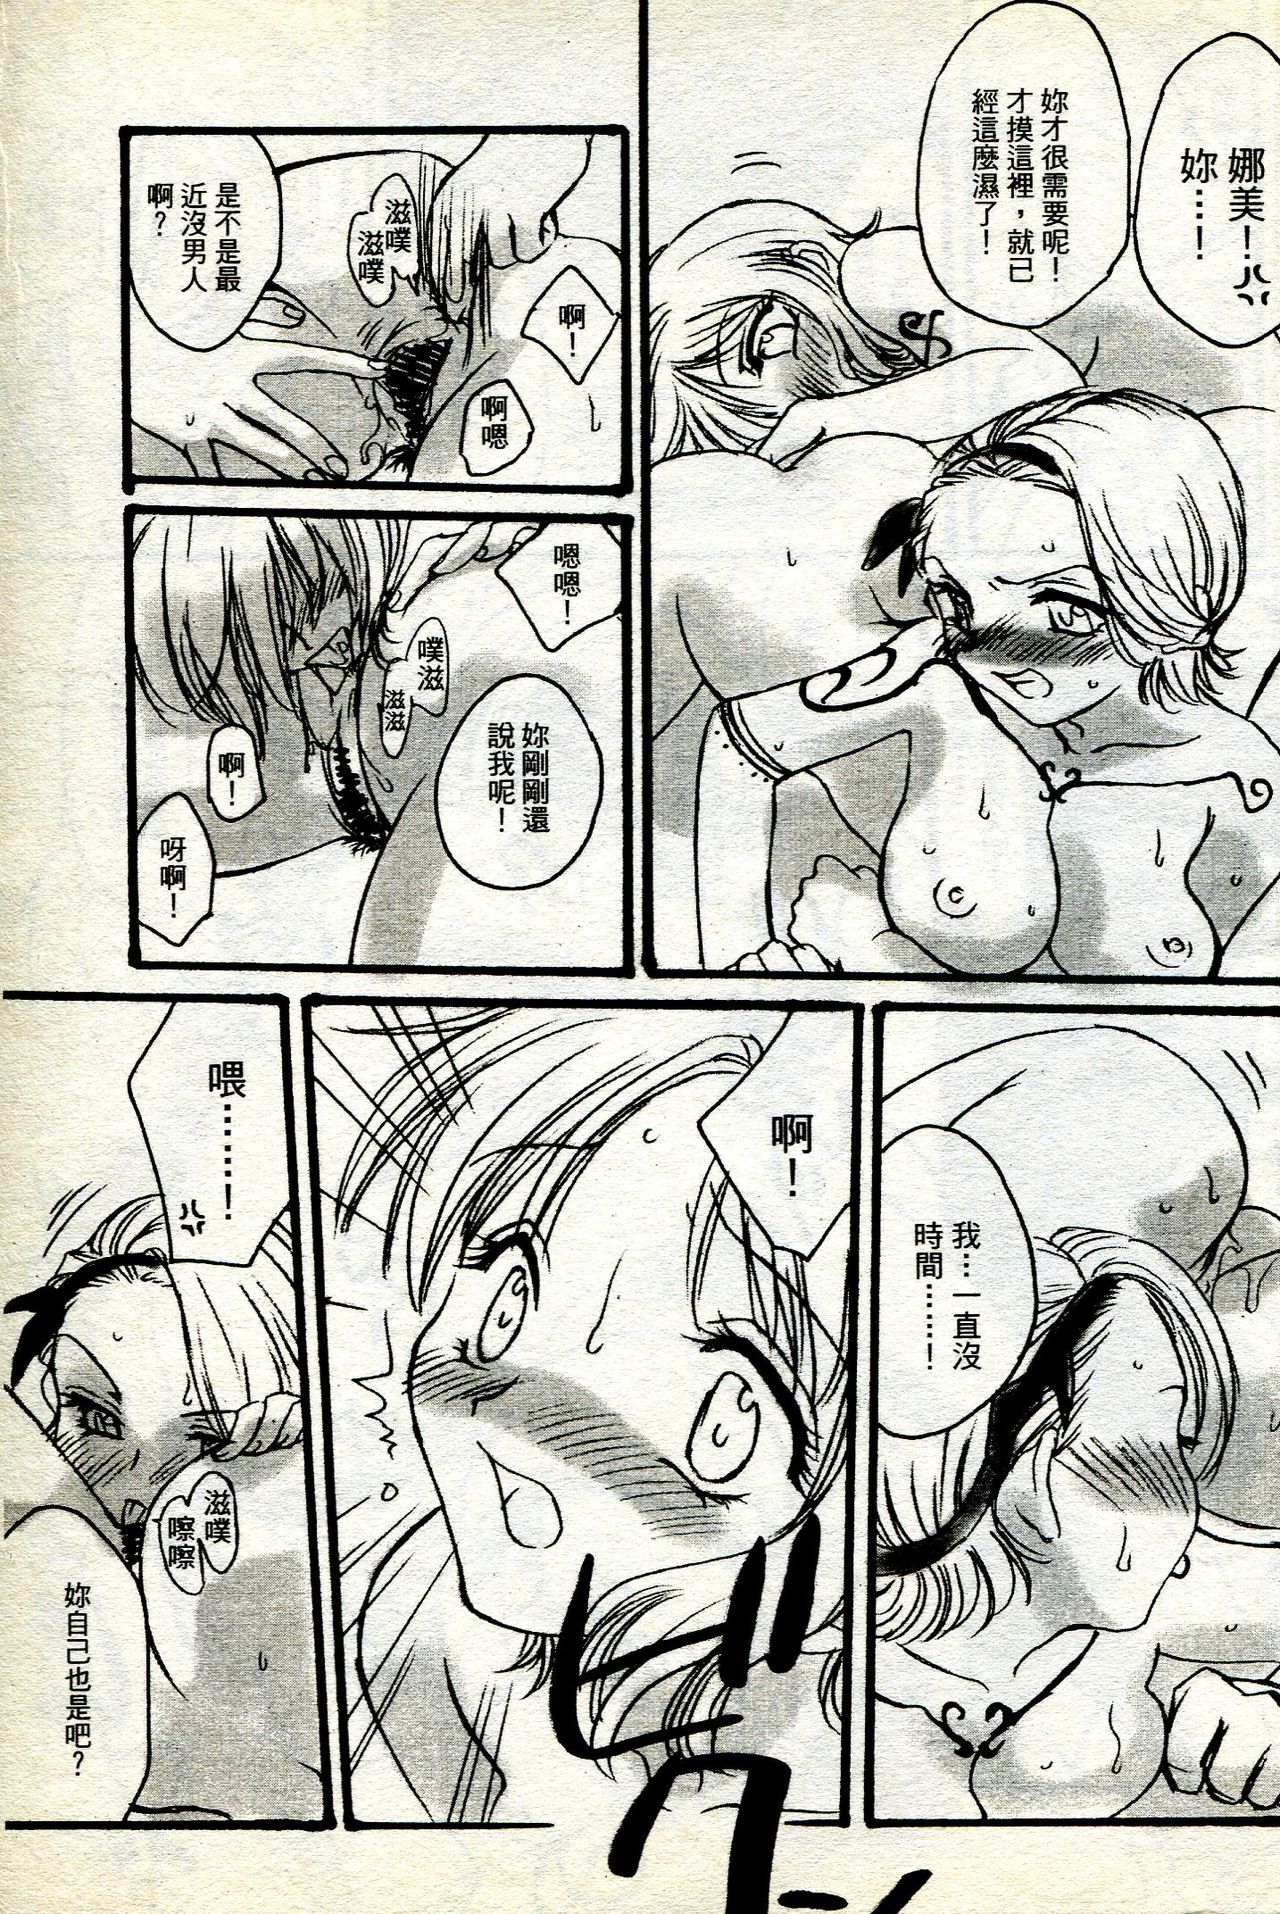 娜美！
妳⋯⋯！
妳才很需要呢！
才摸這裡，就已
經這麼濕了！
啊！
啊嗯
滋噗
滋噗
是不是最
近沒男人
啊？
嗯嗯！
噗滋
滋滋
妳剛剛還
說我呢！
啊！
呀啊！
我⋯一直沒
時間⋯⋯⋯！
啊！
ビクン
喂⋯⋯⋯！
滋噗
嚓嚓
妳自己也是吧？